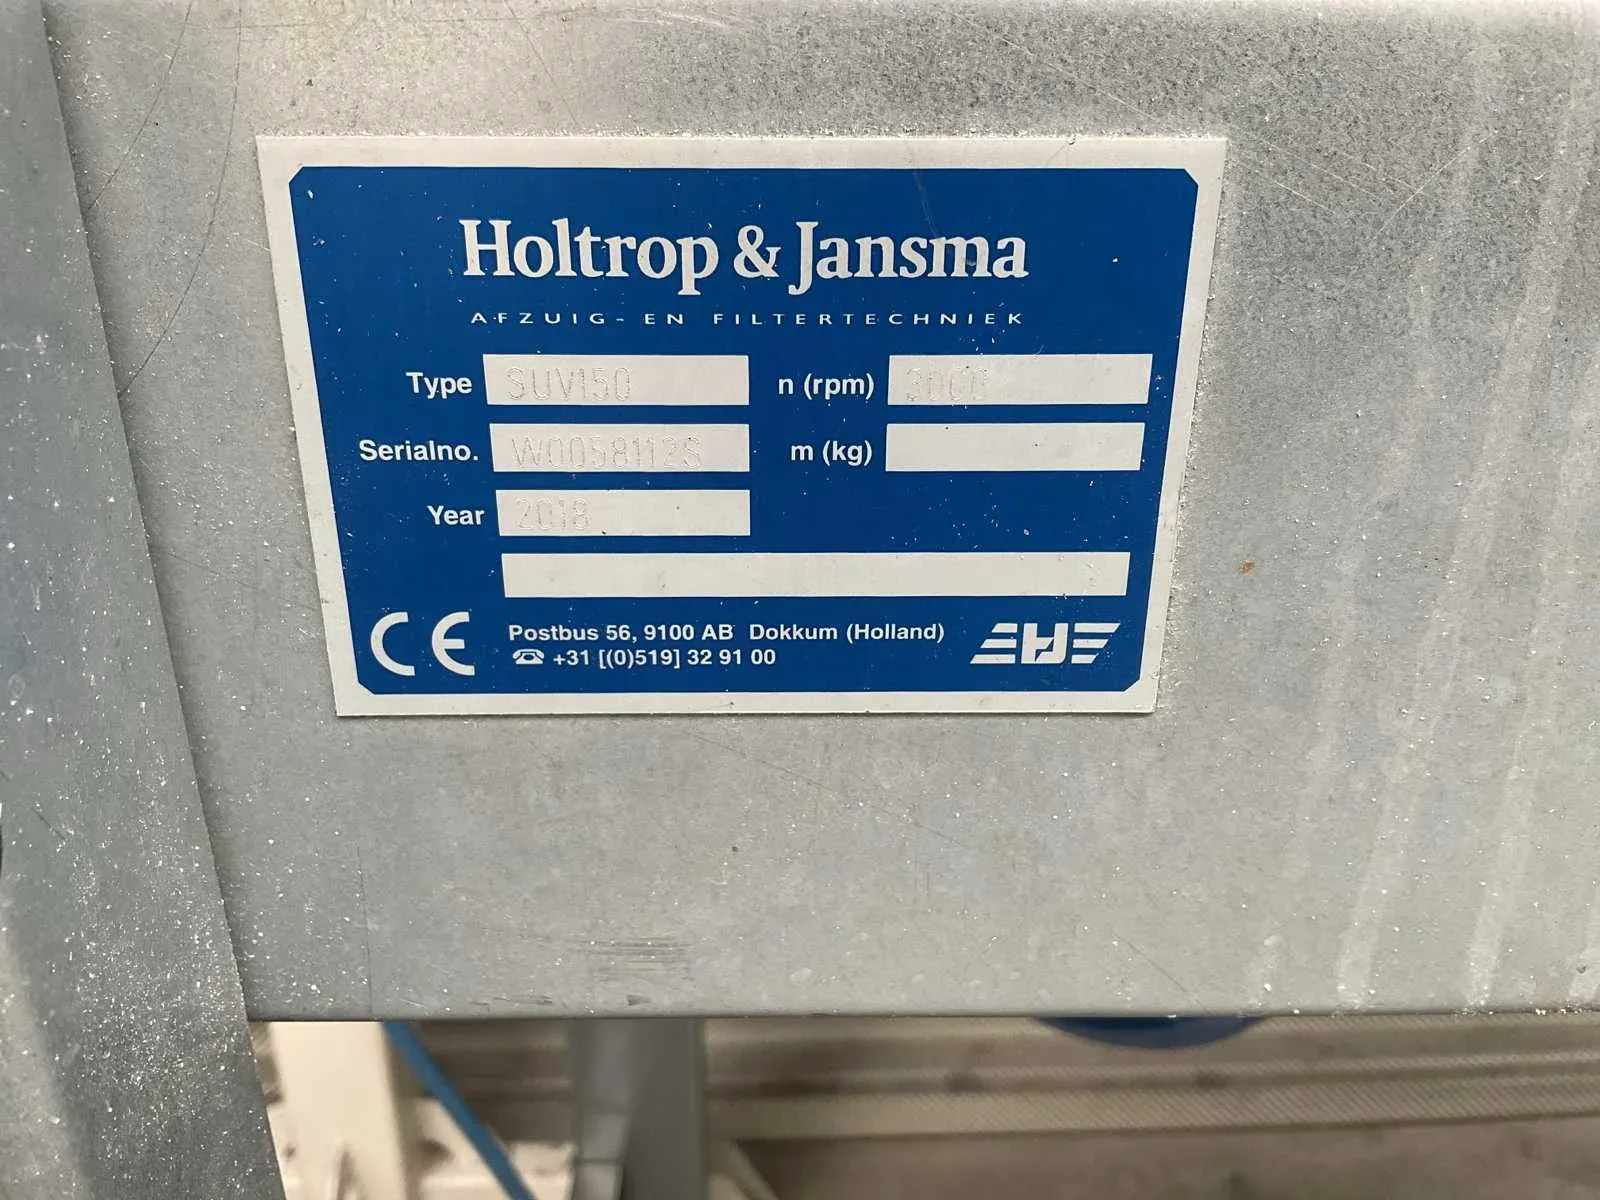 Holtrop & Jansma
AFZUIG- EN FILTERTECHNIEK
Type SUV150 n (rpm) 3000
Serialno. W0058112S m (kg)
Year 2018
CE Postbus 56, 9100 AB Dokkum (Holland)
☎ +31 [(0)519] 32 91 00